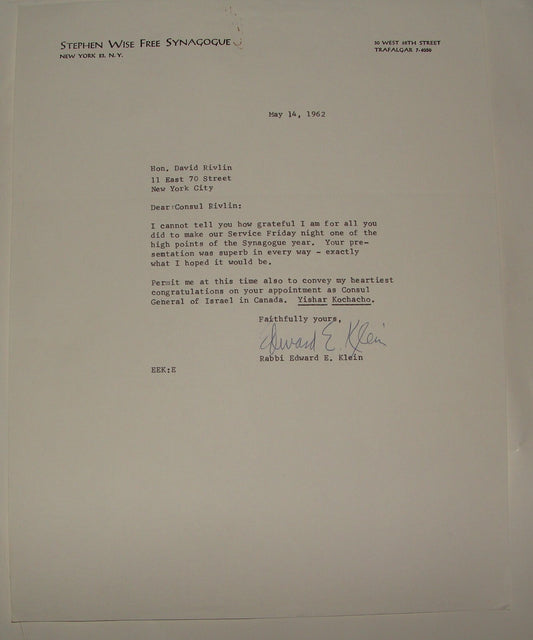 STEPHEN WISE FREE SYNAGOGUE
NEW YORK 23, N. Y.
30 WEST 68TH STREET
TRAFALGAR 7-4050
May 14, 1962
Hon. David Rivlin
11 East 70 Street
New York City
Dear Consul Rivlin:
I cannot tell you how grateful I am for all you
did to make our Service Friday night one of the
high points of the Synagogue year. Your pre-
semtation was superb in every way - exactly
what I hoped it would be.
Permit me at this time also to convey my heartiest
congratulations on your appointment as Consul
General of Israel in Canada. Yishar Kochacho.
Faithfully yours,
Edward E. Klein
Rabbi Edward E. Klein
EEK:E